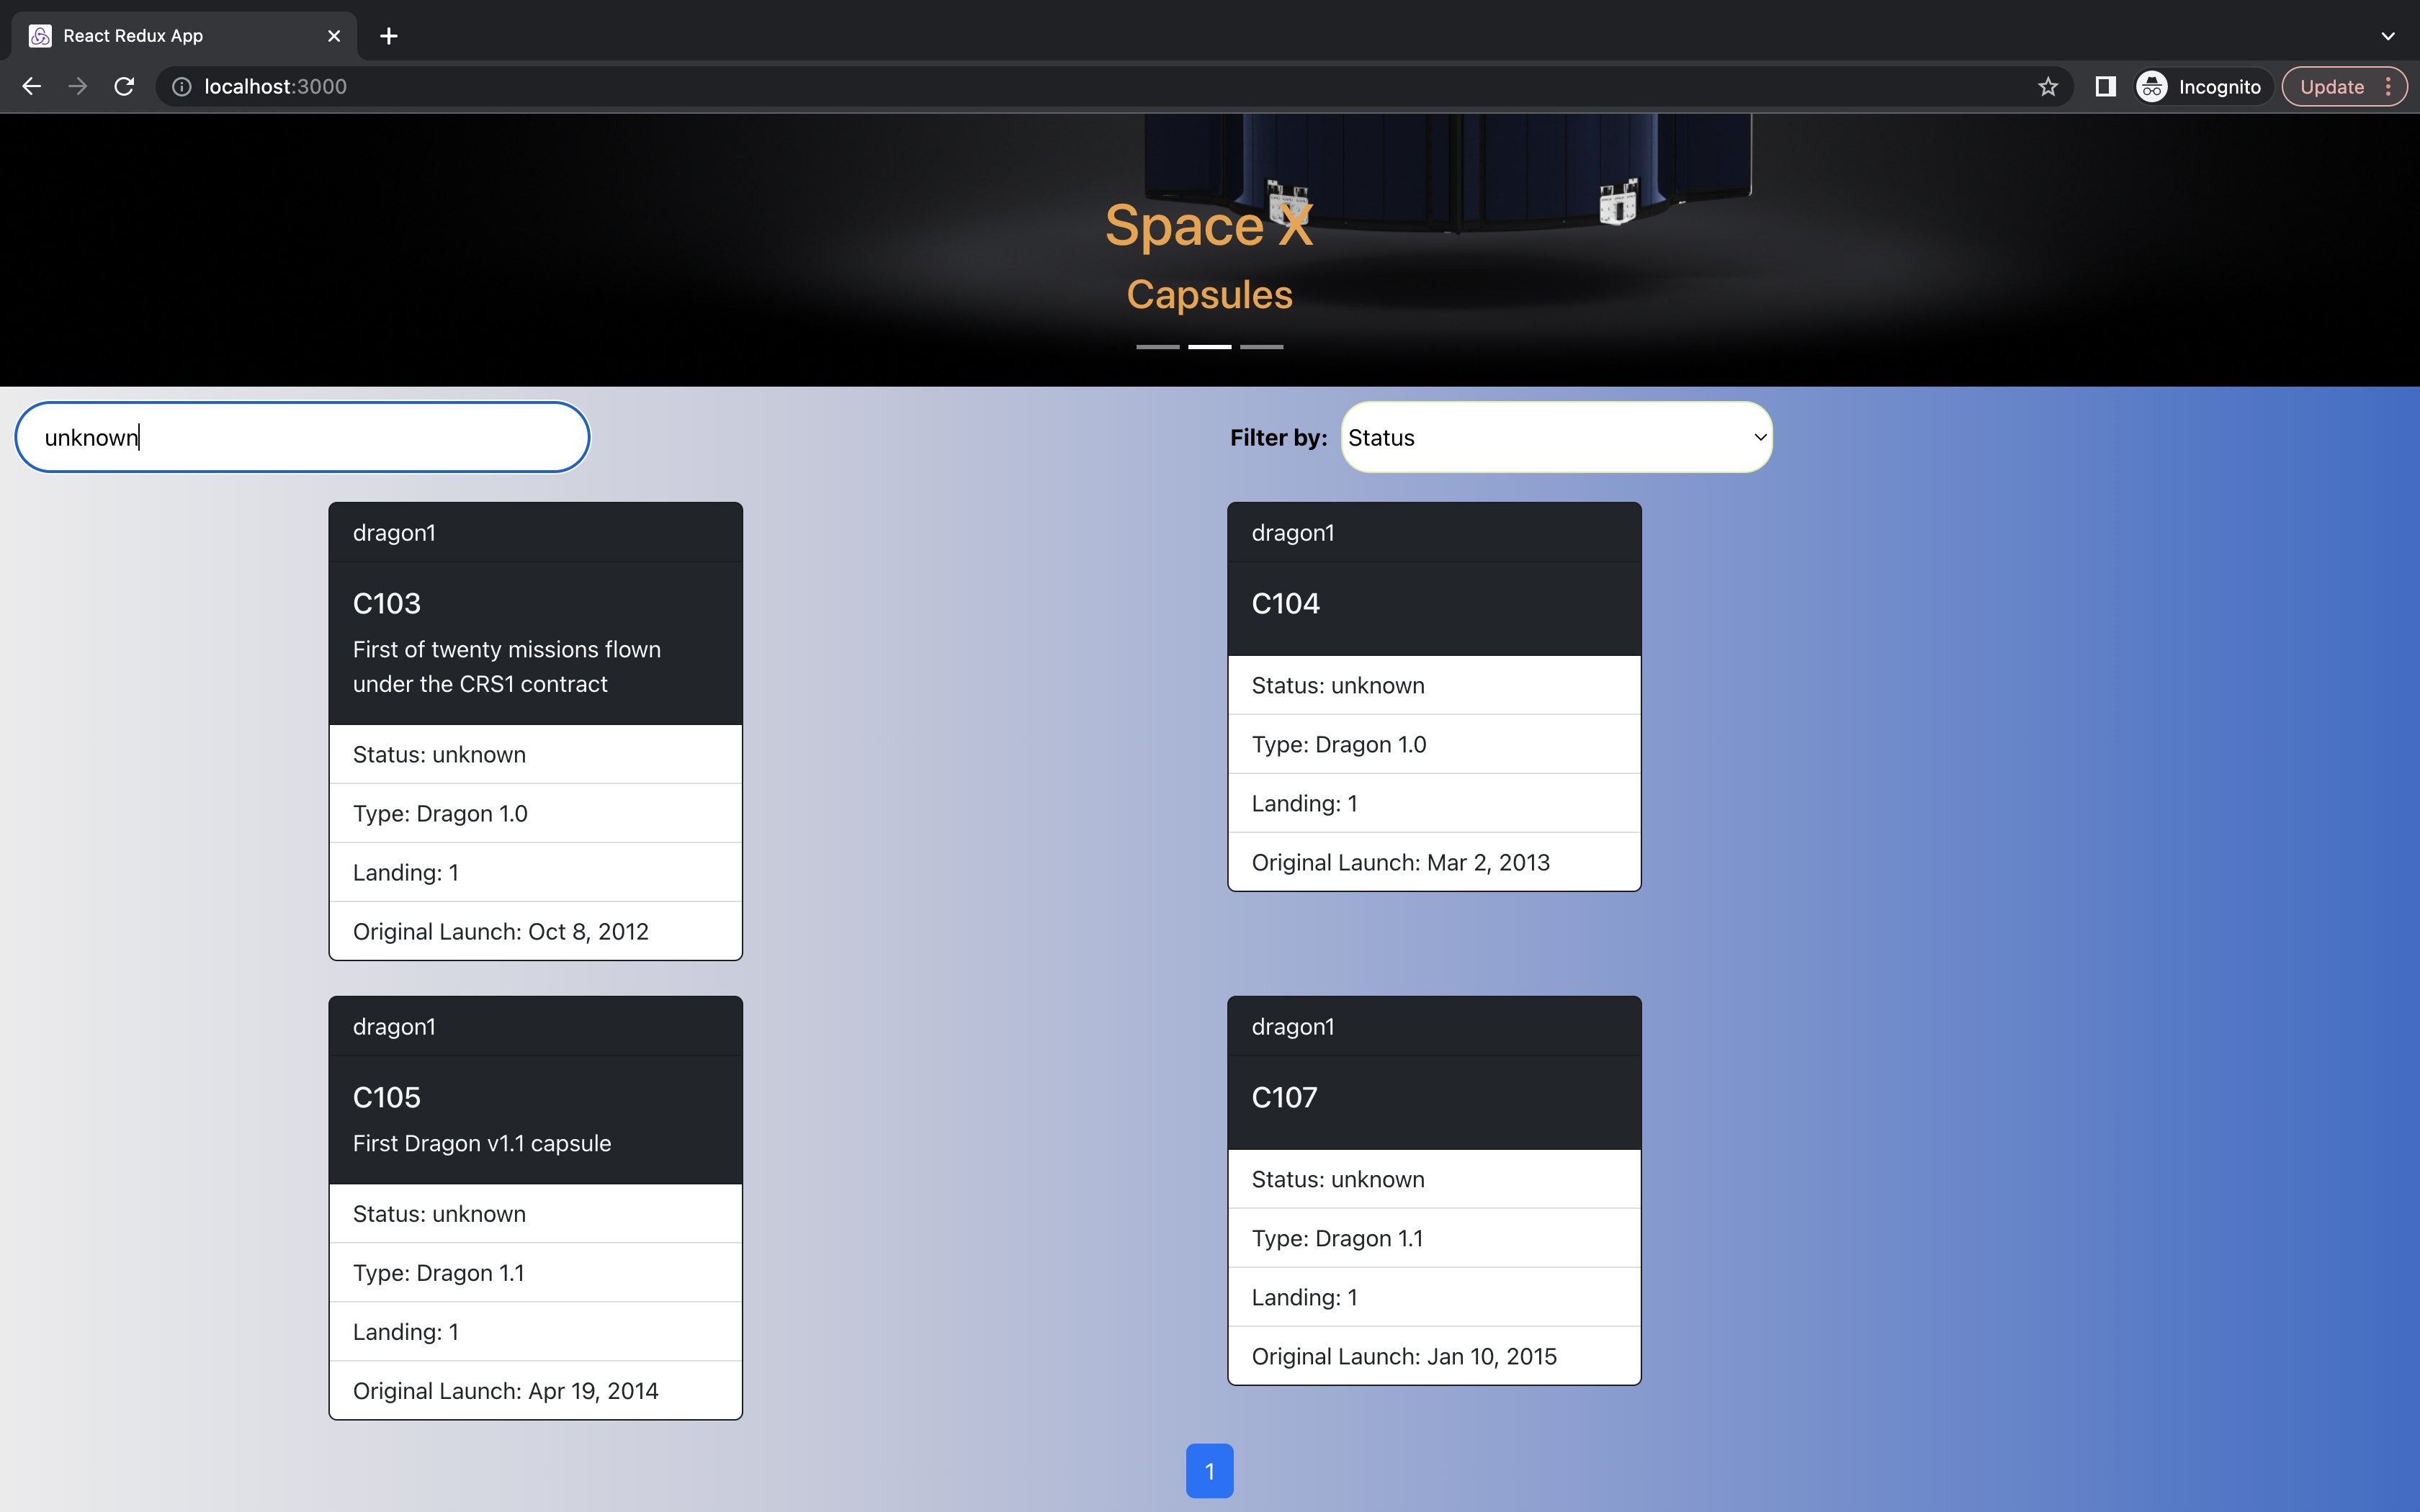 React Redux App
localhost:3000
Incognito
Update
Space X
Capsules
unknown
Filter by:
Status
dragon1
C103
First of twenty missions flown
under the CRS1 contract
Status: unknown
Type: Dragon 1.0
Landing: 1
Original Launch: Oct 8, 2012
dragon1
C104
Status: unknown
Type: Dragon 1.0
Landing: 1
Original Launch: Mar 2, 2013
dragon1
C105
First Dragon v1.1 capsule
Status: unknown
Type: Dragon 1.1
Landing: 1
Original Launch: Apr 19, 2014
dragon1
C107
Status: unknown
Type: Dragon 1.1
Landing: 1
Original Launch: Jan 10, 2015
1